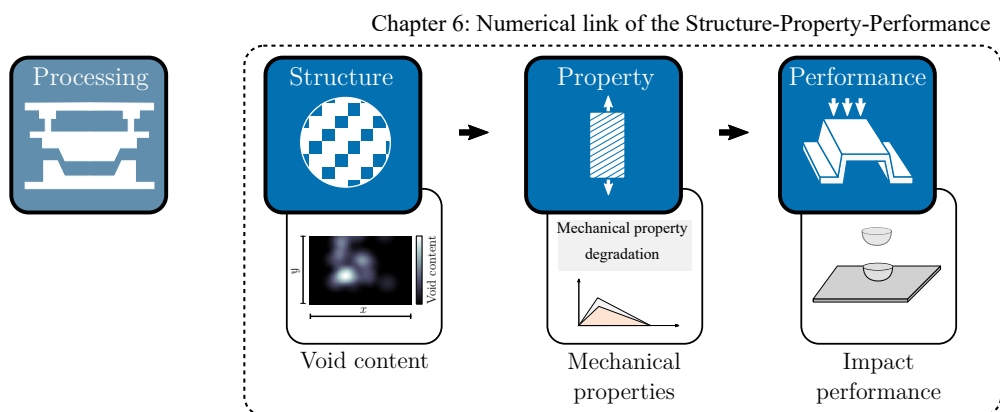 Chapter 6: Numerical link of the Structure-Property-Performance
Processing
Structure
Property
Performance
y
x
Void content
Mechanical property
degradation
Void content
Mechanical
properties
Impact
performance